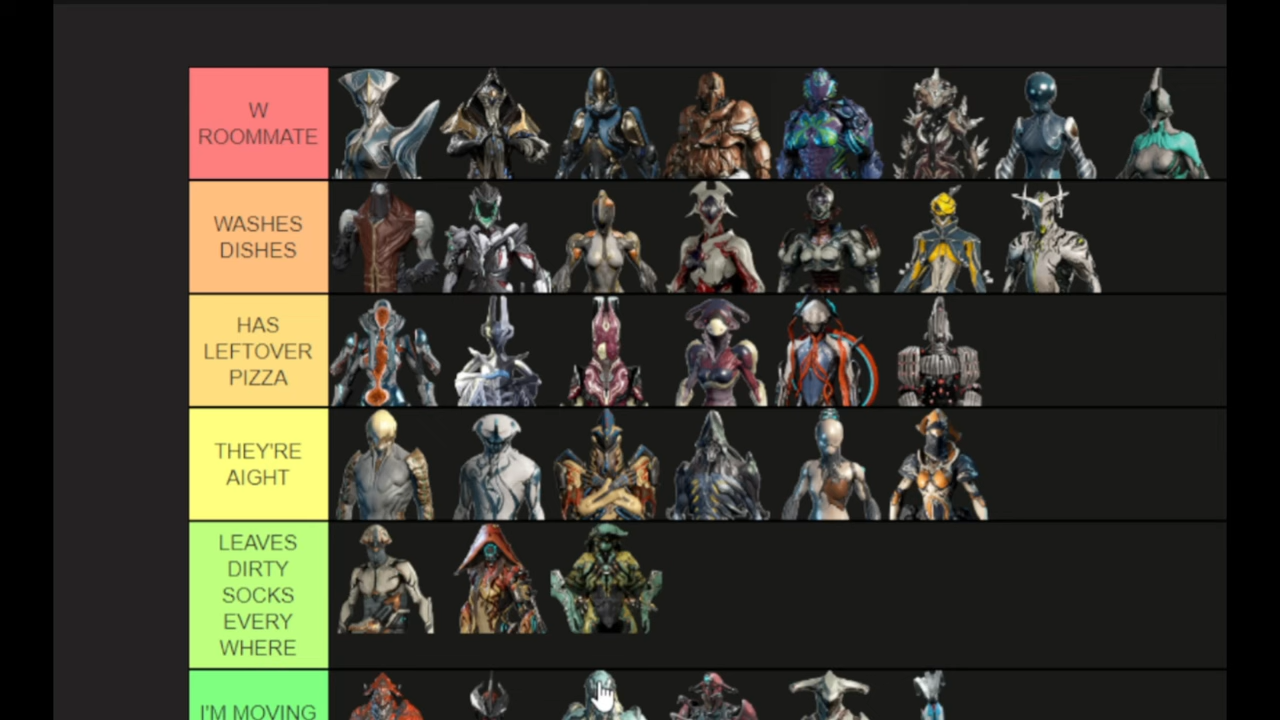 W
ROOMMATE
WASHES
DISHES
HAS
LEFTOVER
PIZZA
THEY'RE
AIGHT
LEAVES
DIRTY
SOCKS
EVERY
WHERE
I'M MOVING